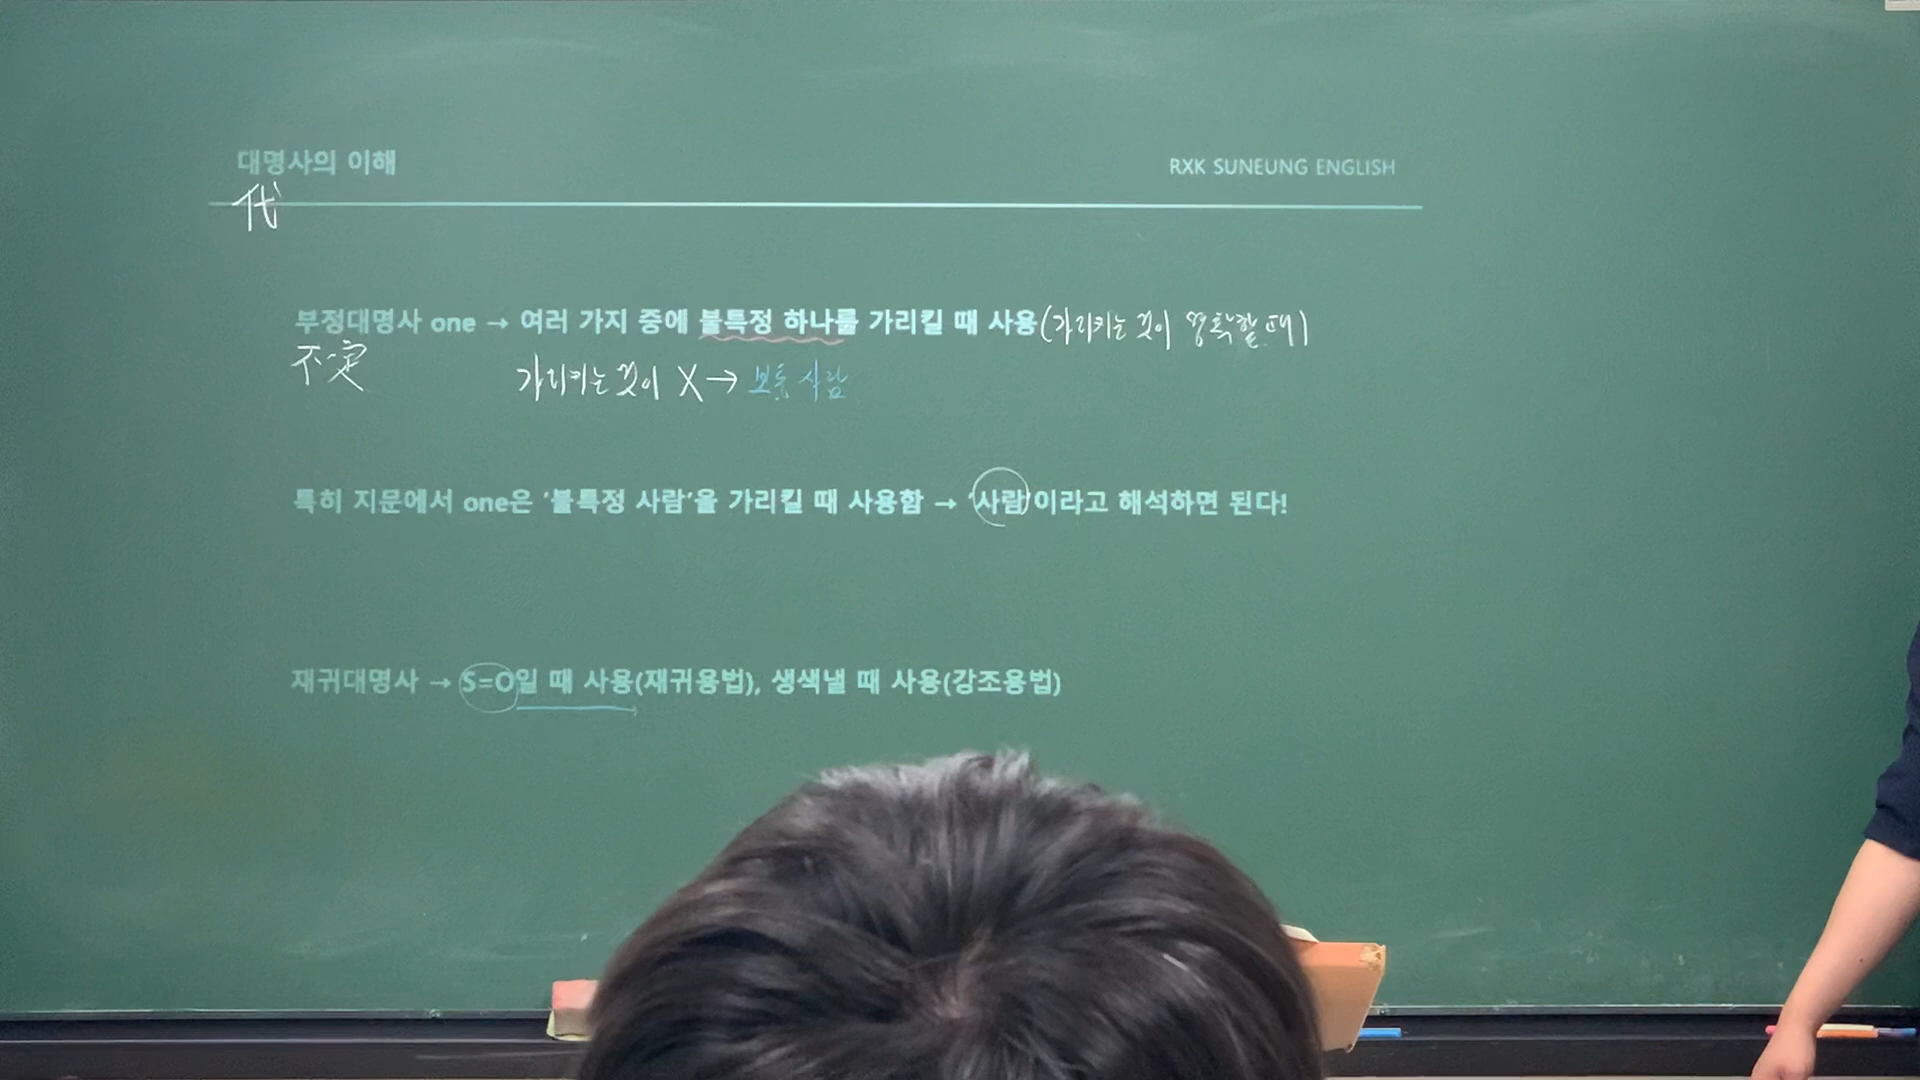 대명사의 이해
RXK SUNEUNG ENGLISH
代
부정대명사 one → 여러 가지 중에 불특정 하나를 가리킬 때 사용(가리키는 것이 명확할 때)
不定
가리키는 것이 X→ 보통 사람
특히 지문에서 one은 '불특정 사람'을 가리킬 때 사용함 → '사람'이라고 해석하면 된다!
재귀대명사 → S=O일 때 사용(재귀용법), 생색낼 때 사용(강조용법)